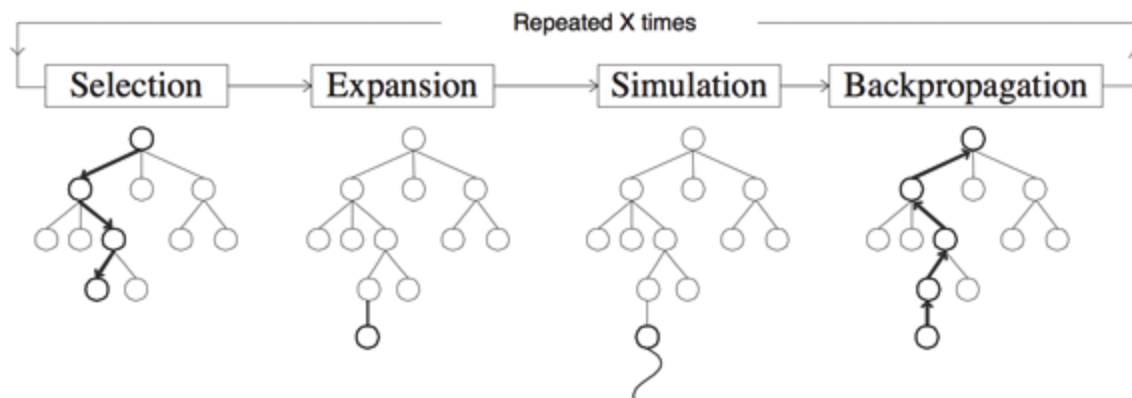 Repeated X times
Selection
Expansion
Simulation
Backpropagation